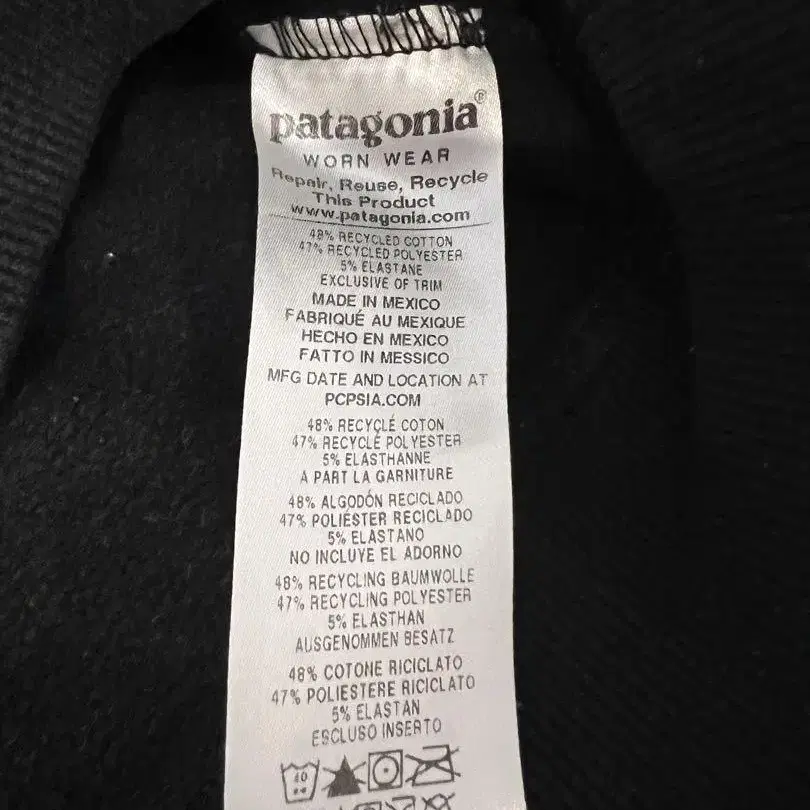 patagonia®
WORN WEAR
Repair, Reuse, Recycle
This Product
www.patagonia.com
48% RECYCLED COTTON
47% RECYCLED POLYESTER
5% ELASTANE
EXCLUSIVE OF TRIM
MADE IN MEXICO
FABRIQUÉ AU MEXIQUE
HECHO EN MEXICO
FATTO IN MESSICO
MFG DATE AND LOCATION AT
PCPSIA.COM
48% RECYCLÉ COTON
47% RECYCLÉ POLYESTER
5% ELASTHANNE
À PART LA GARNITURE
48% ALGODÓN RECICLADO
47% POLIÉSTER RECICLADO
5% ELASTANO
NO INCLUYE EL ADORNO
48% RECYCLING BAUMWOLLE
47% RECYCLING POLYESTER
5% ELASTHAN
AUSGENOMMEN BESATZ
48% COTONE RICICLATO
47% POLIESTERE RICICLATO
5% ELASTAN
ESCLUSO INSERTO
40